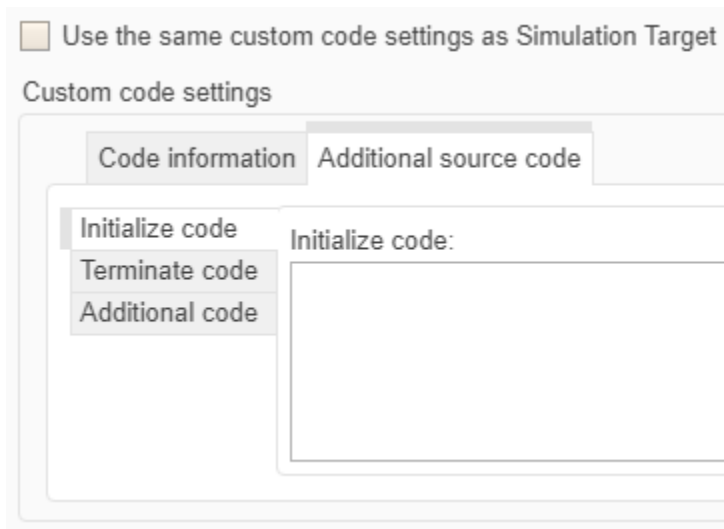 Use the same custom code settings as Simulation Target
Custom code settings
Code information
Additional source code
Initialize code
Terminate code
Additional code
Initialize code: